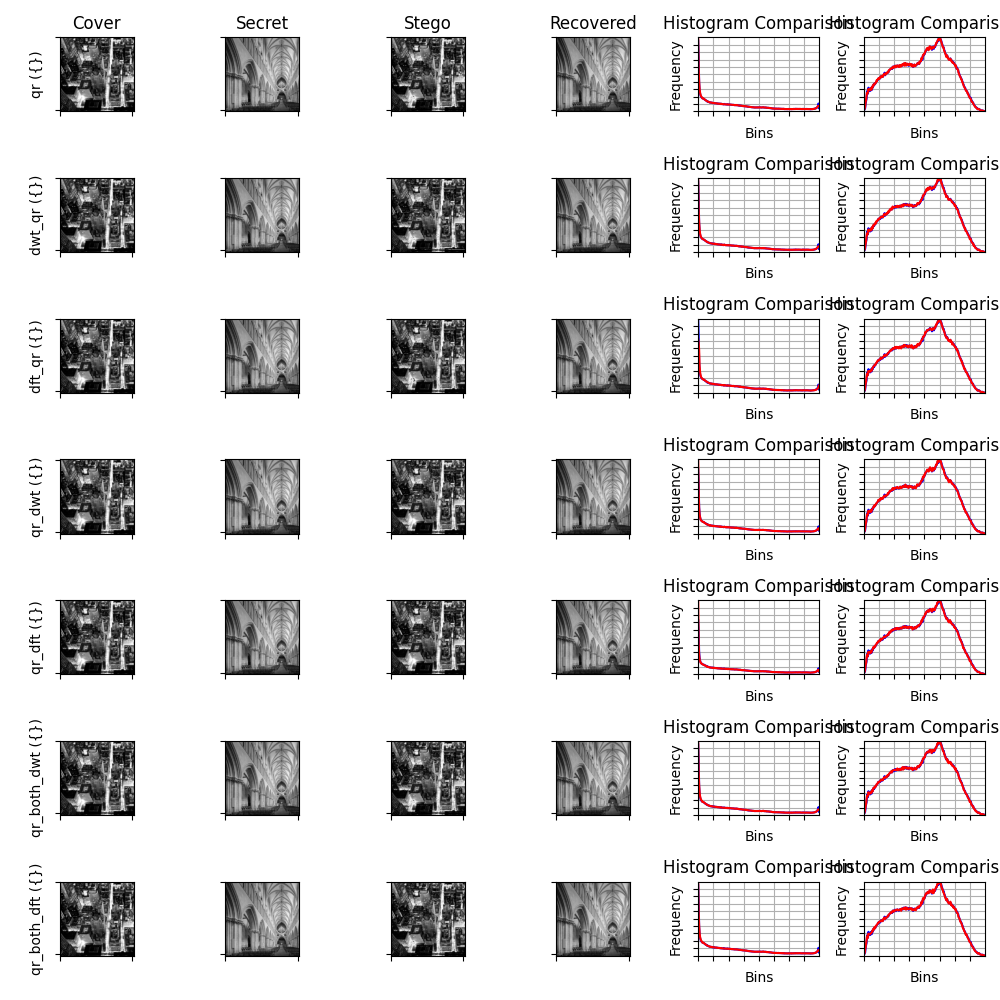 Cover Secret Stego Recovered Histogram Comparison Histogram Comparis
qr ({}) Frequency Frequency
Bins Bins
Histogram Comparison Histogram Comparis
dwt_qr ({}) Frequency Frequency
Bins Bins
Histogram Comparison Histogram Comparis
dft_qr ({}) Frequency Frequency
Bins Bins
Histogram Comparison Histogram Comparis
qr_dwt ({}) Frequency Frequency
Bins Bins
Histogram Comparison Histogram Comparis
qr_dft ({}) Frequency Frequency
Bins Bins
Histogram Comparison Histogram Comparis
qr_both_dwt ({}) Frequency Frequency
Bins Bins
Histogram Comparison Histogram Comparis
qr_both_dft ({}) Frequency Frequency
Bins Bins